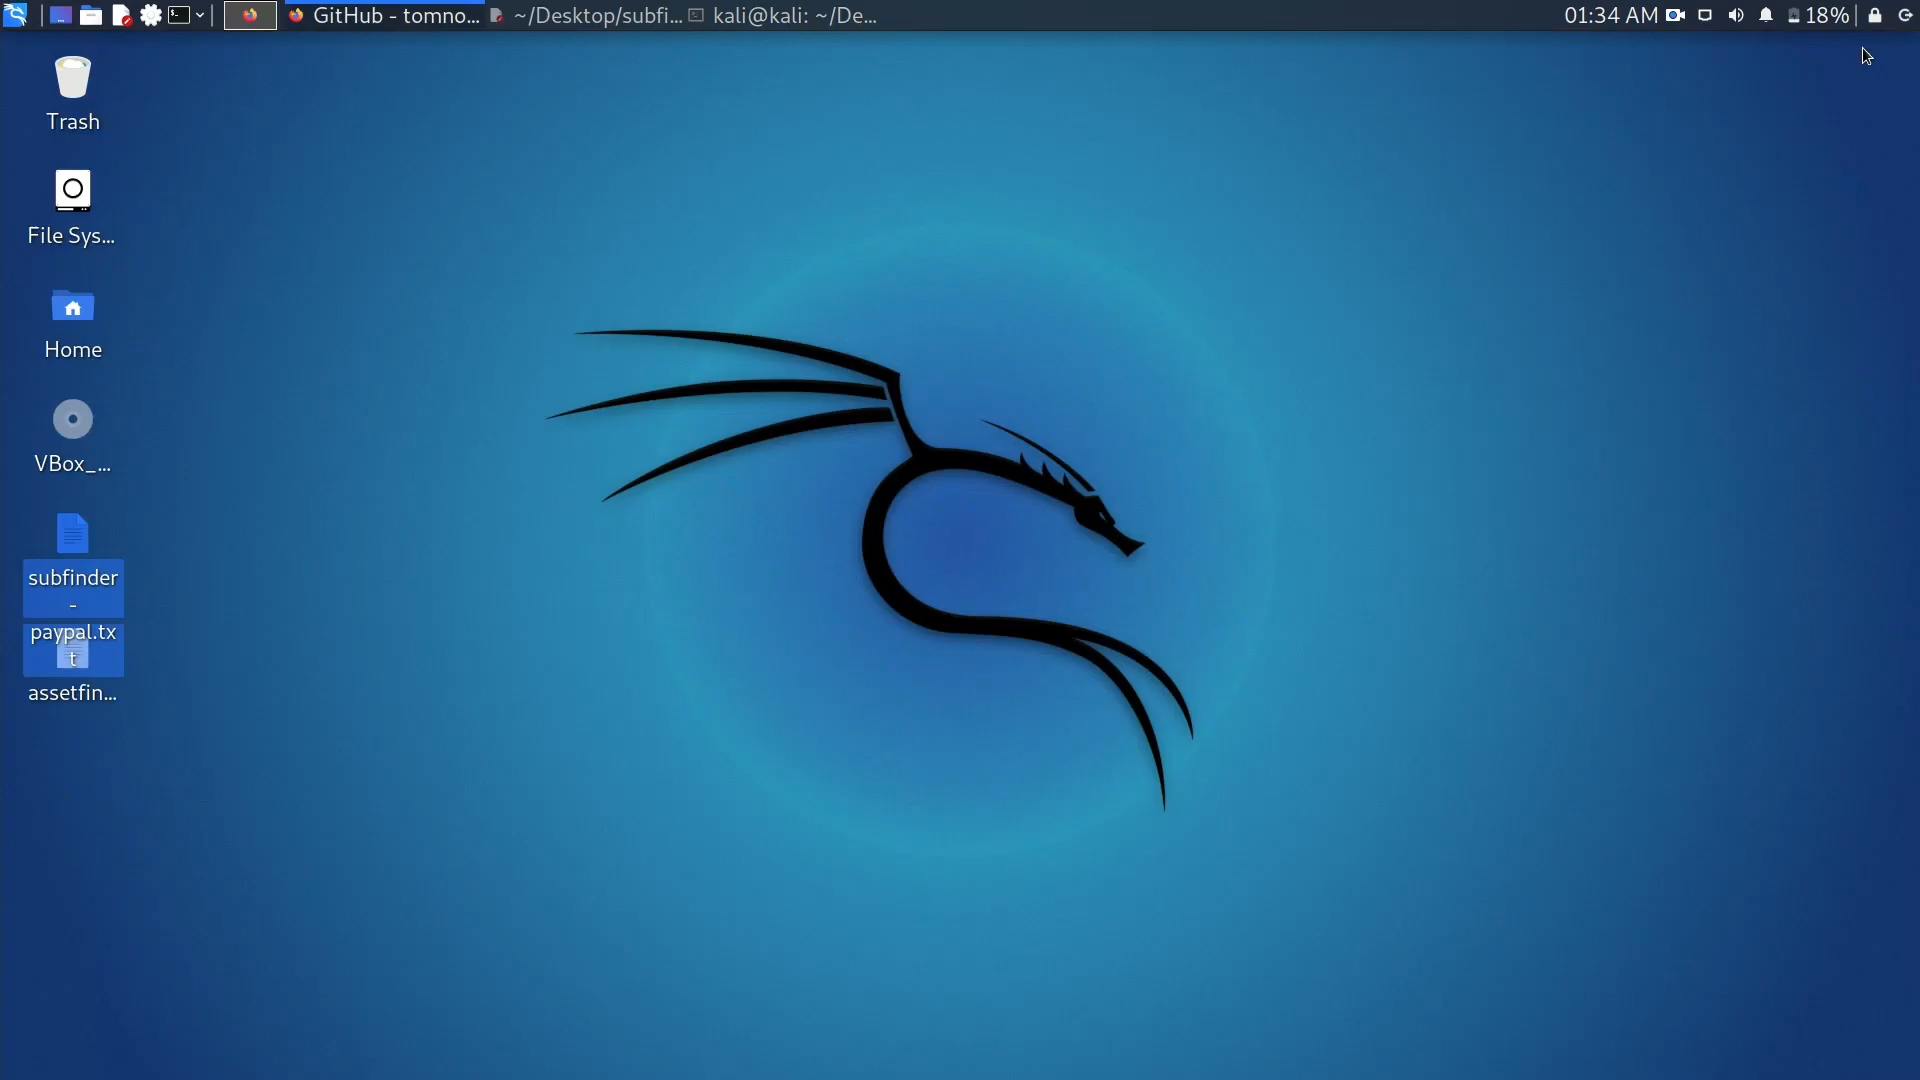 GitHub - tomno...
~/Desktop/subfi...
kali@kali: ~/De...
01:34 AM
18%
Trash
File Sys...
Home
VBox_...
subfinder
-
paypal.tx
t
assetfin...